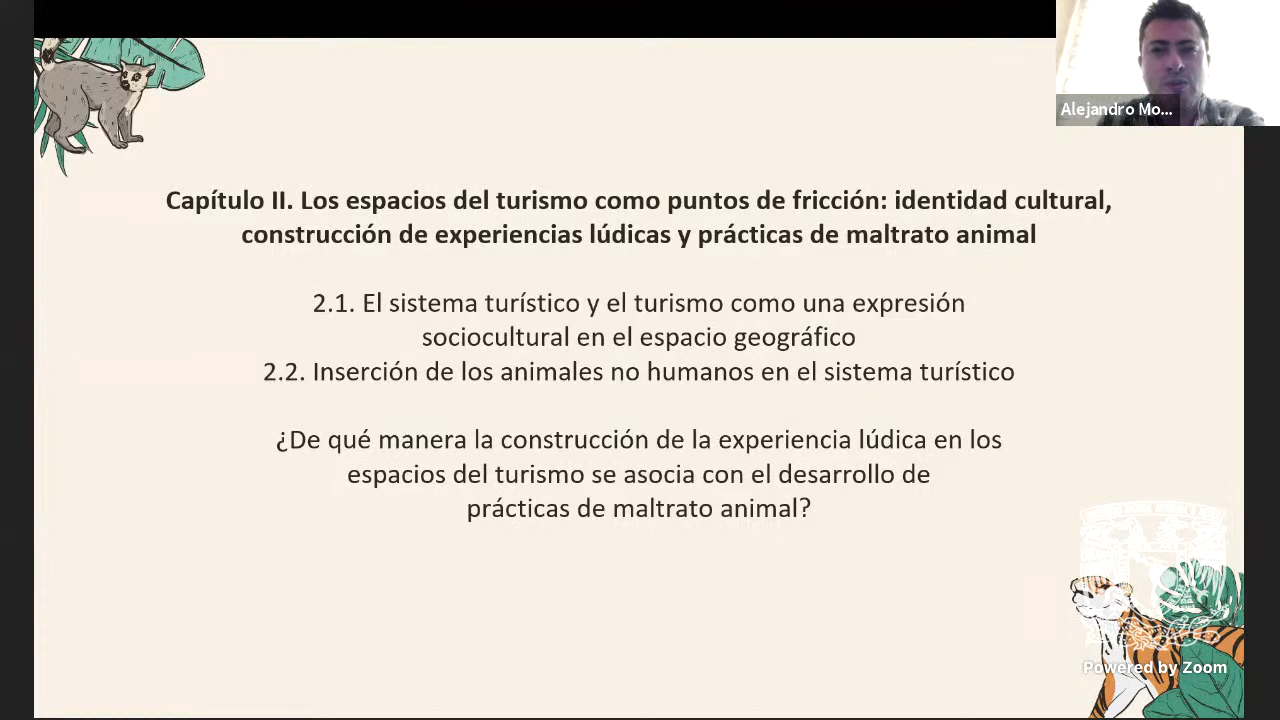 Alejandro Mo...
Capítulo II. Los espacios del turismo como puntos de fricción: identidad cultural,
construcción de experiencias lúdicas y prácticas de maltrato animal
2.1. El sistema turístico y el turismo como una expresión
sociocultural en el espacio geográfico
2.2. Inserción de los animales no humanos en el sistema turístico
¿De qué manera la construcción de la experiencia lúdica en los
espacios del turismo se asocia con el desarrollo de
prácticas de maltrato animal?
Powered by Zoom